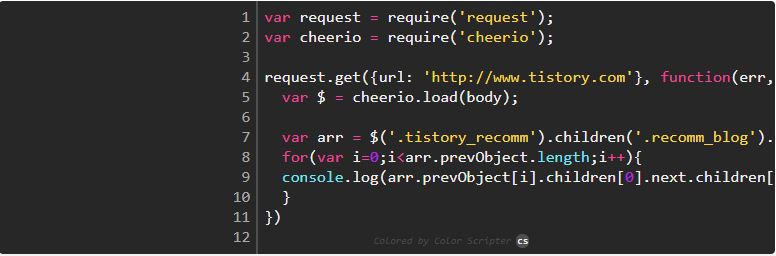 1 var request = require('request');
2 var cheerio = require('cheerio');
3
4 request.get({url: 'http://www.tistory.com'}, function(err,
5 var $ = cheerio.load(body);
6
7 var arr = $('.tistory_recomm').children('.recomm_blog').
8 for(var i=0;i<arr.prevObject.length;i++){
9 console.log(arr.prevObject[i].children[0].next.children[
10 }
11 })
12
Colored by Color Scripter cs